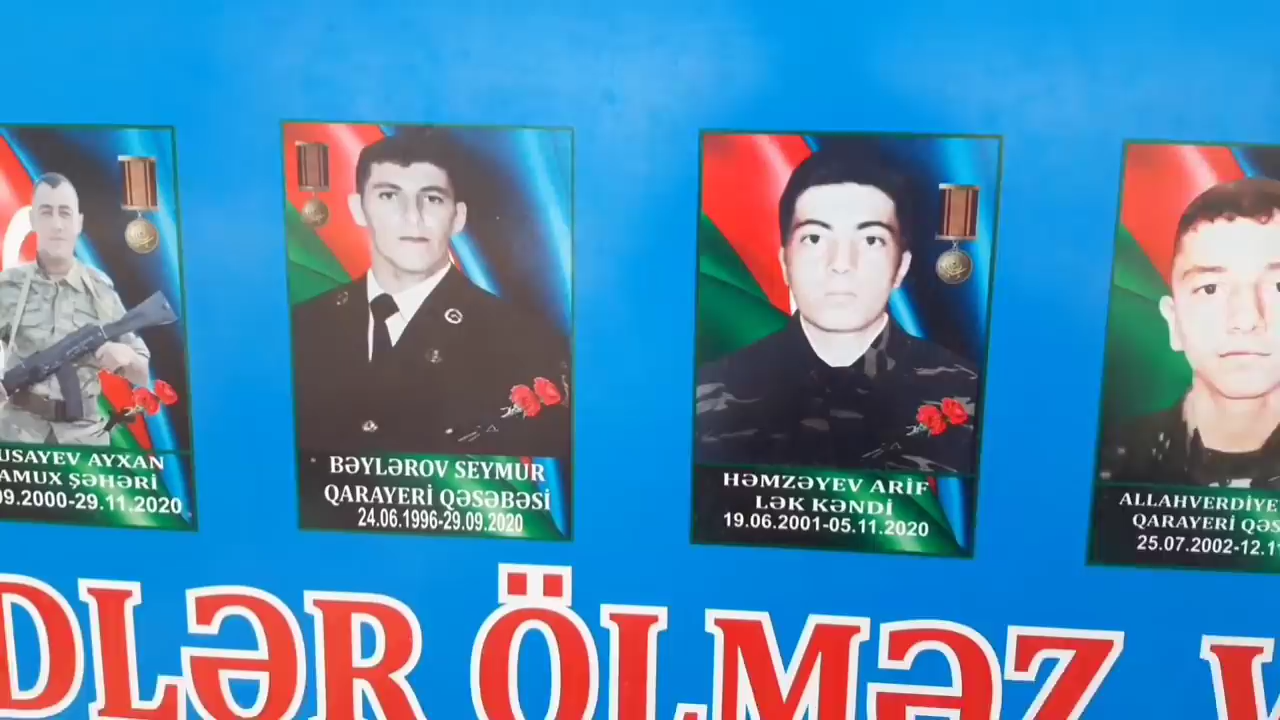 USAYEV AYXAN
AMUX ŞƏHƏRİ
09.2000-29.11.2020
BƏYLƏROV SEYMUR
QARAYERİ QƏSƏBƏSİ
24.06.1996-29.09.2020
HƏMZƏYEV ARİF
LƏK KƏNDİ
19.06.2001-05.11.2020
ALLAHVERDİYE
QARAYERİ QƏS
25.07.2002-12.1
DLƏR ÖLMƏZ